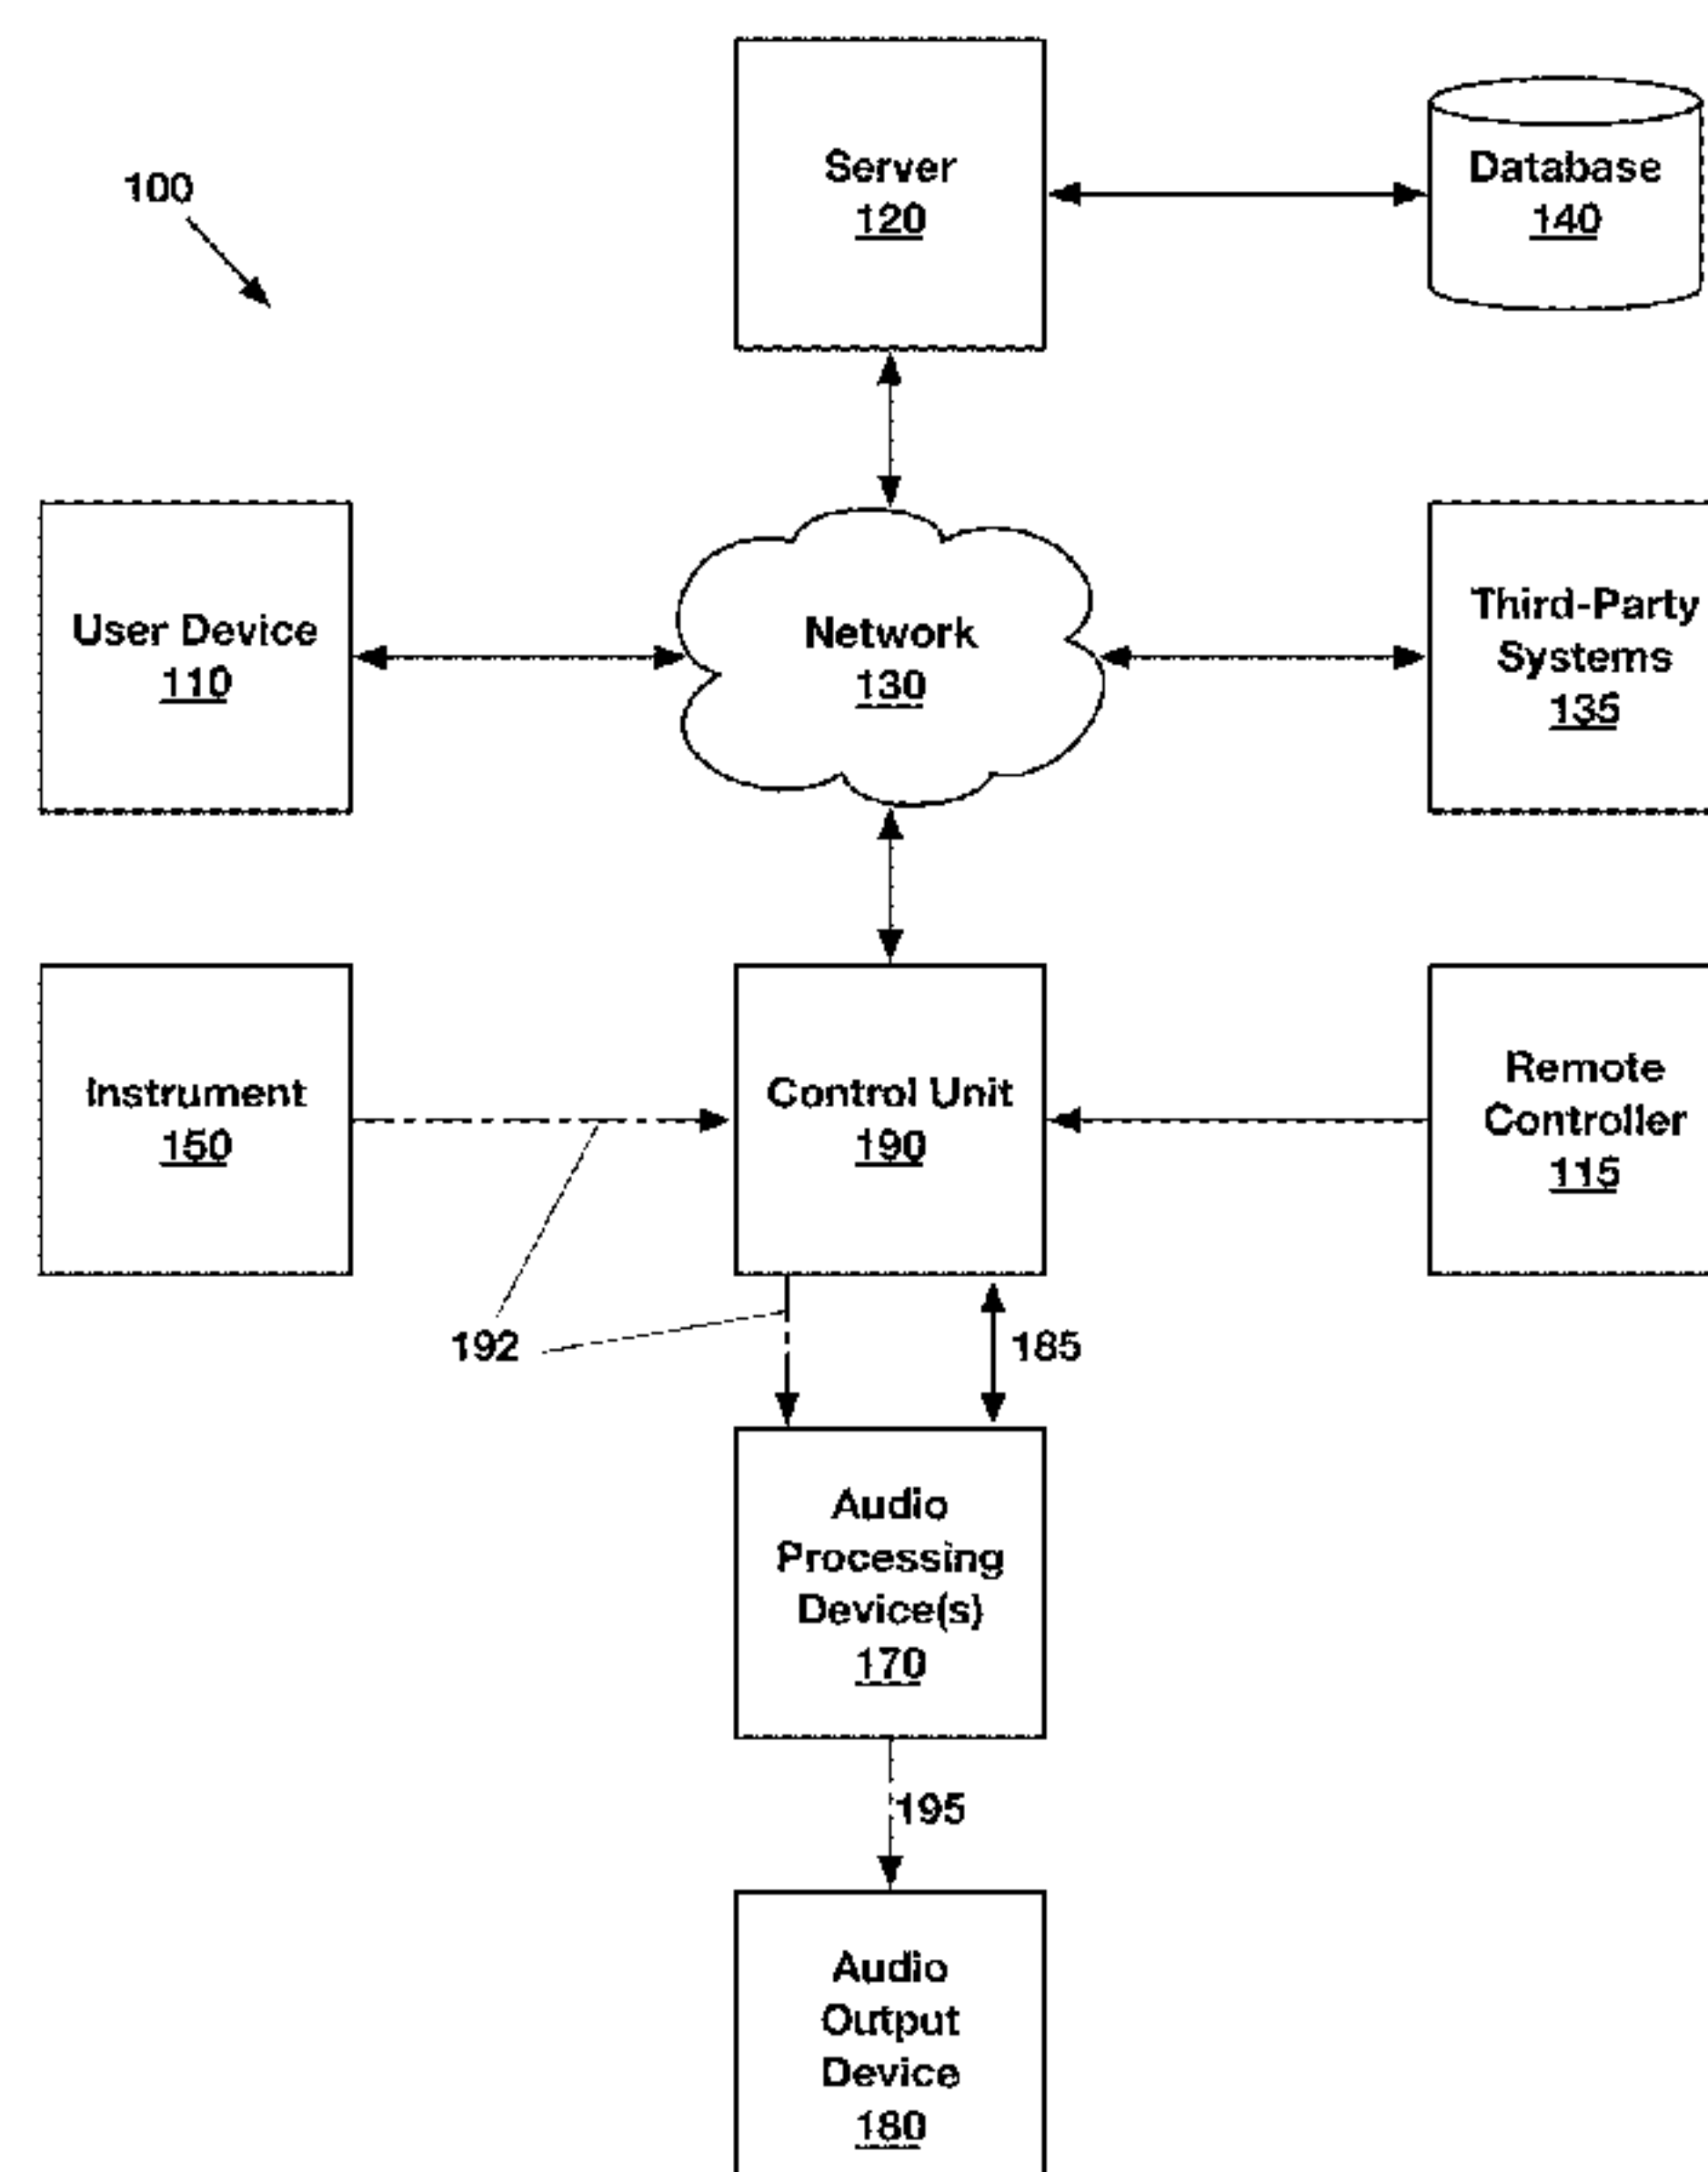 100
Server
120
Database
140
User Device
110
Network
130
Third-Party
Systems
135
Instrument
150
Control Unit
190
Remote
Controller
115
192
185
Audio
Processing
Device(s)
170
195
Audio
Output
Device
180